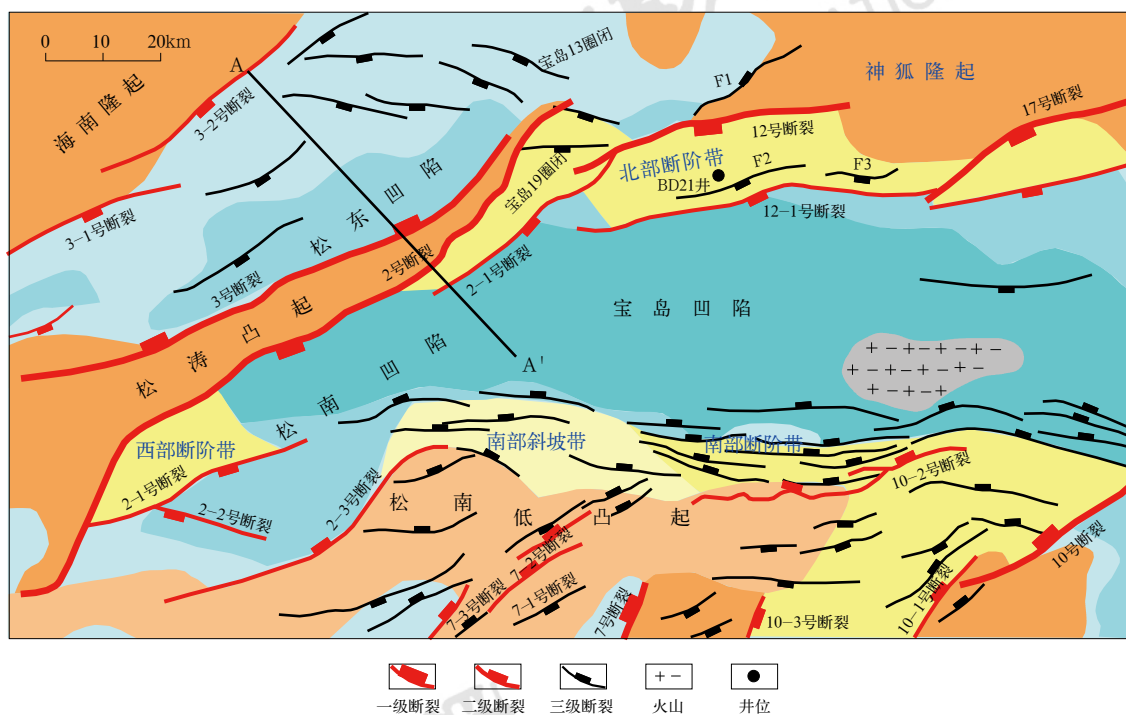 0 10 20km
A
海南隆起
3-2号断裂
宝岛13圈闭
F1
神狐隆起
17号断裂
12号断裂
北部断阶带
F2
F3
BD21井
12-1号断裂
宝岛19圈闭
松东凹陷
3-1号断裂
3号断裂
2号断裂
2-1号断裂
宝岛凹陷
松涛凸起
A'
松南凹陷
西部断阶带
南部斜坡带
南部断阶带
2-1号断裂
2-2号断裂
2-3号断裂
松南低凸起
10-2号断裂
10号断裂
7-2号断裂
7-3号断裂
7-1号断裂
7号断裂
10-3号断裂
10-1号断裂
一级断裂
二级断裂
三级断裂
火山
井位